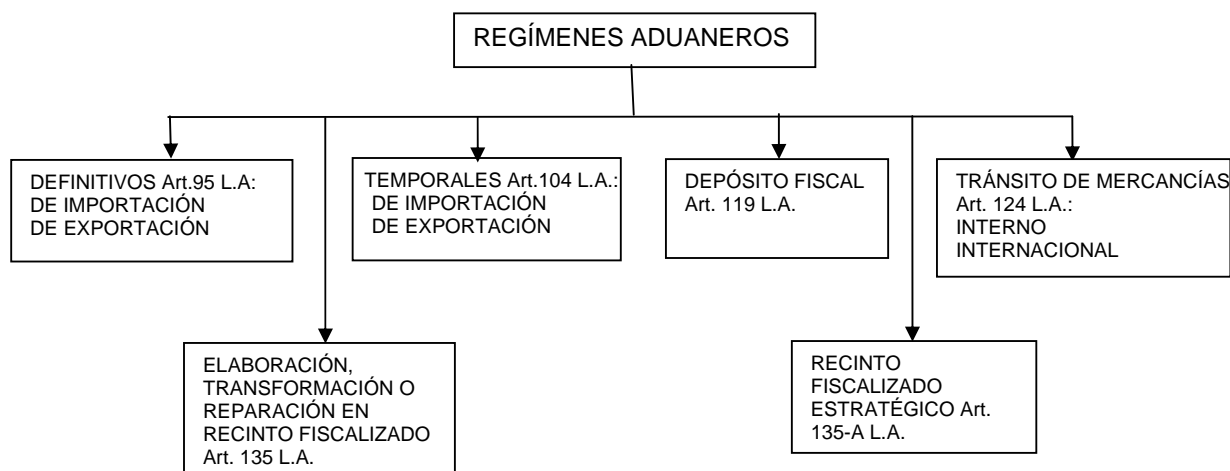 REGÍMENES ADUANEROS
DEFINITIVOS Art.95 L.A:
DE IMPORTACIÓN
DE EXPORTACIÓN
TEMPORALES Art.104 L.A.:
DE IMPORTACIÓN
DE EXPORTACIÓN
DEPÓSITO FISCAL
Art. 119 L.A.
TRÁNSITO DE MERCANCÍAS
Art. 124 L.A.:
INTERNO
INTERNACIONAL
ELABORACIÓN,
TRANSFORMACIÓN O
REPARACIÓN EN
RECINTO FISCALIZADO
Art. 135 L.A.
RECINTO
FISCALIZADO
ESTRATÉGICO Art.
135-A L.A.